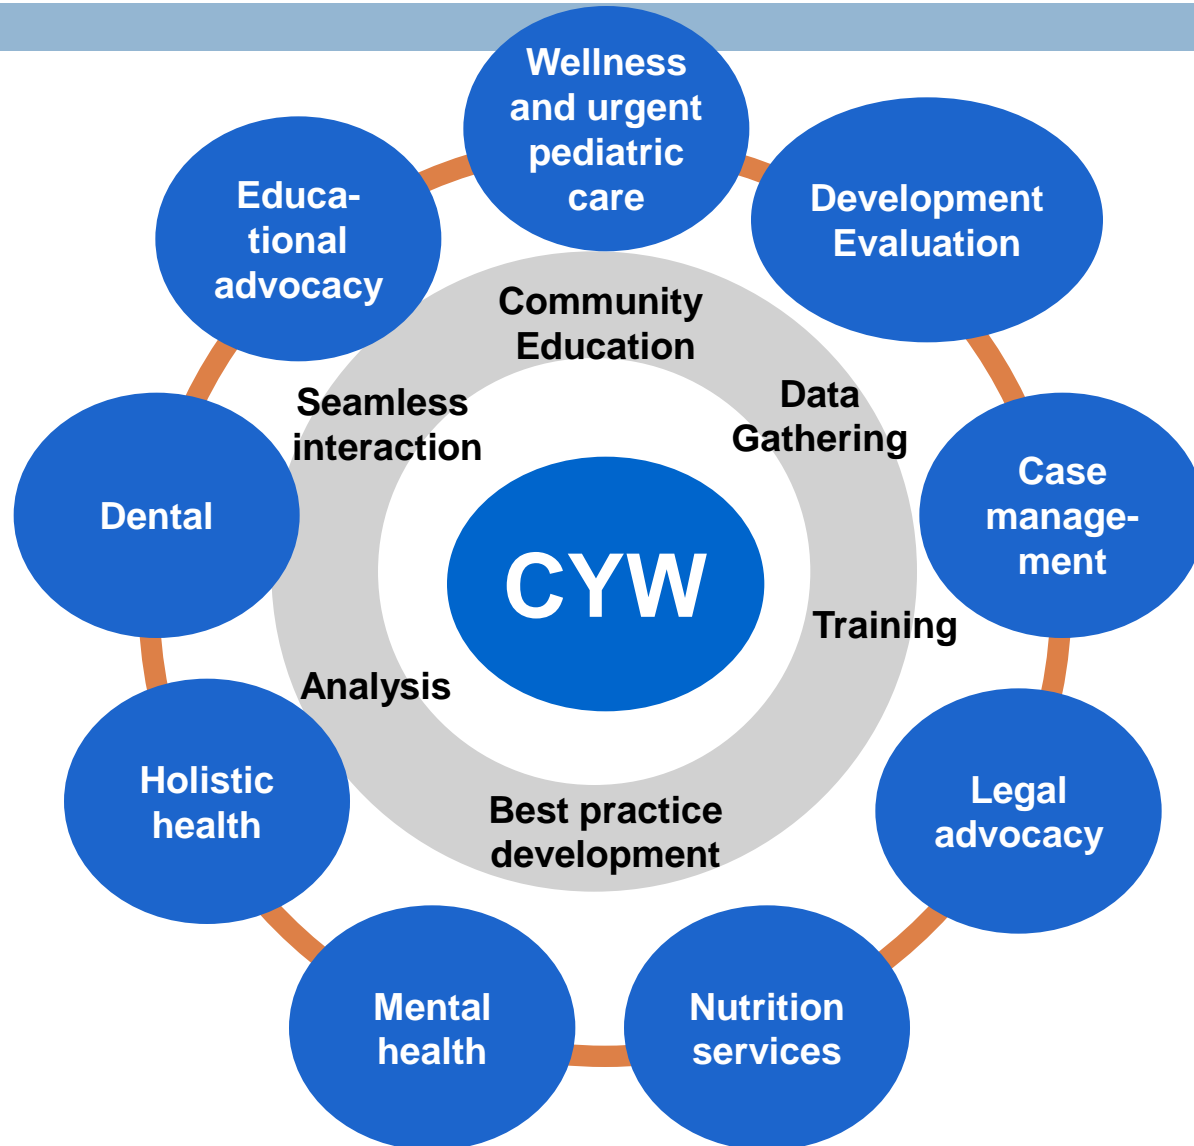 Wellness
and urgent
pediatric
care
Development
Evaluation
Case
manage-
ment
Legal
advocacy
Nutrition
services
Mental
health
Holistic
health
Dental
Educa-
tional
advocacy
Community
Education
Data
Gathering
Training
Best practice
development
Analysis
Seamless
interaction
CYW